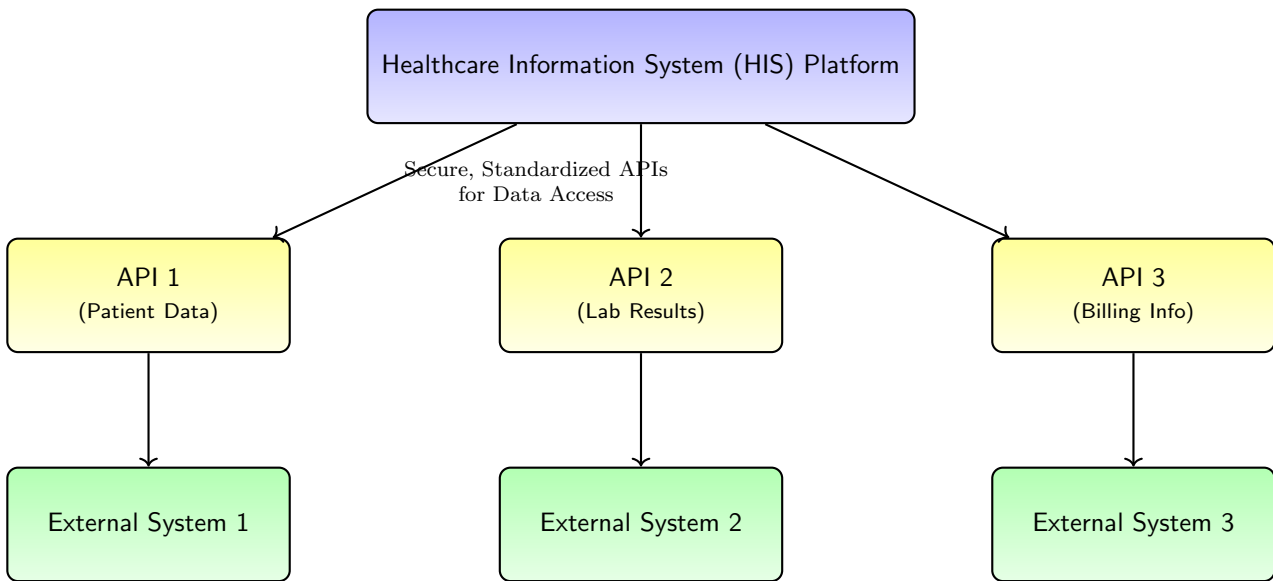 Healthcare Information System (HIS) Platform
Secure, Standardized APIs
for Data Access
API 1
(Patient Data)
API 2
(Lab Results)
API 3
(Billing Info)
External System 1
External System 2
External System 3